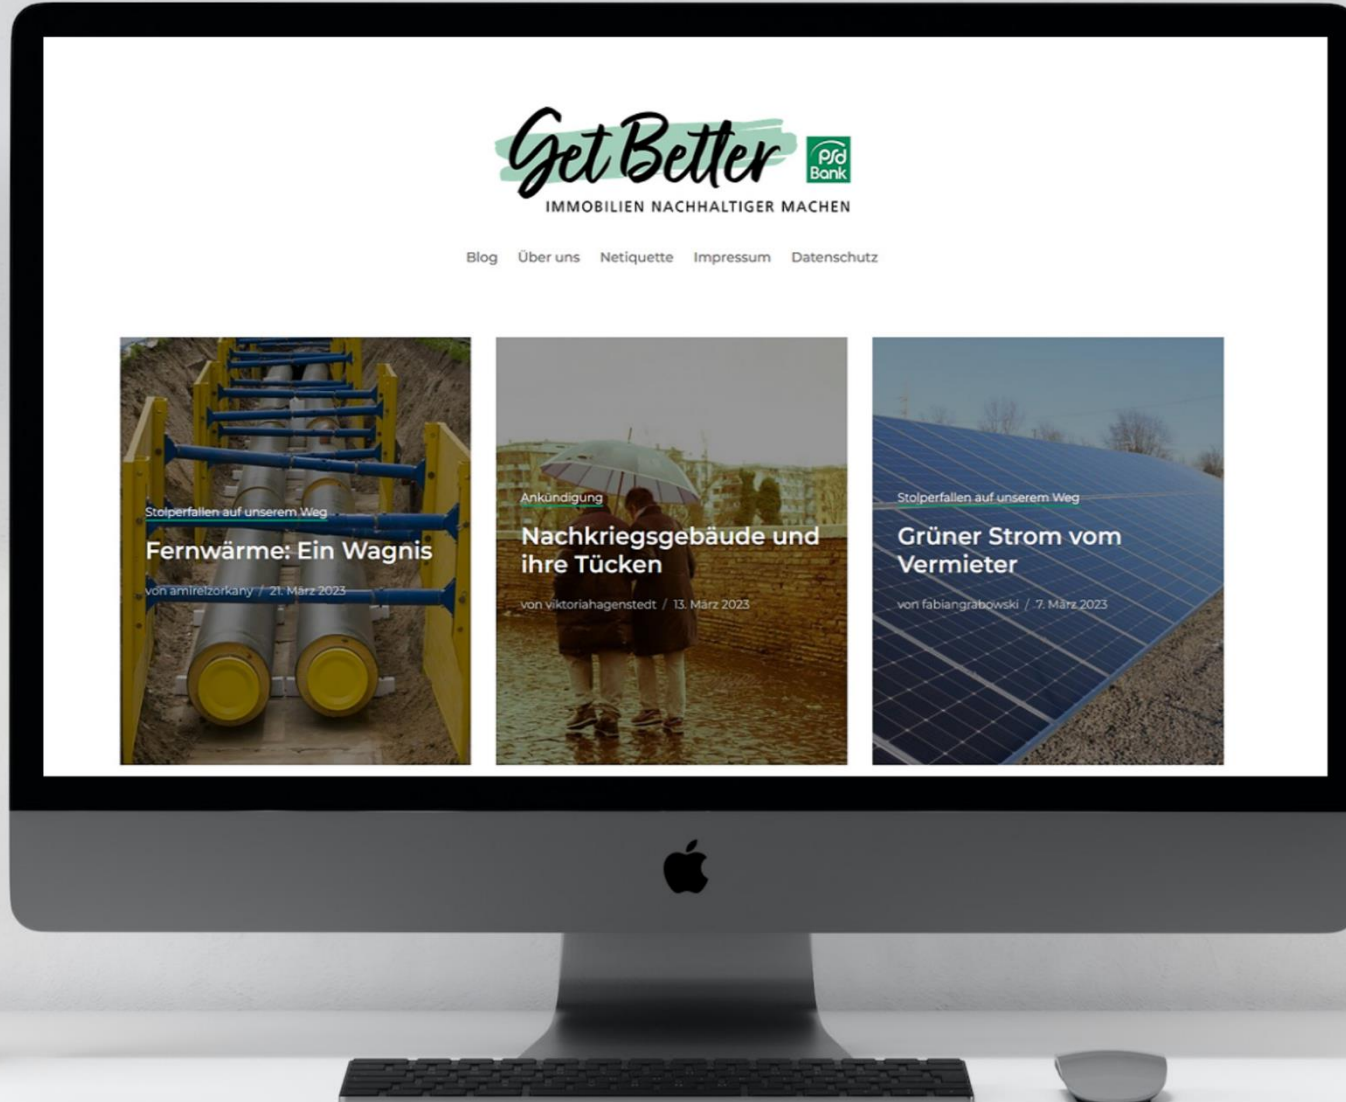 Get Better
psd
Bank
IMMOBILIEN NACHHALTIGER MACHEN
Blog Über uns Netiquette Impressum Datenschutz
Stolperfallen auf unserem Weg
Fernwärme: Ein Wagnis
von amirelzorkany / 21. März 2023
Ankündigung
Nachkriegsgebäude und
ihre Tücken
von viktoriahagenstedt / 13. März 2023
Stolperfallen auf unserem Weg
Grüner Strom vom
Vermieter
von fabiangrabowski / 7. März 2023